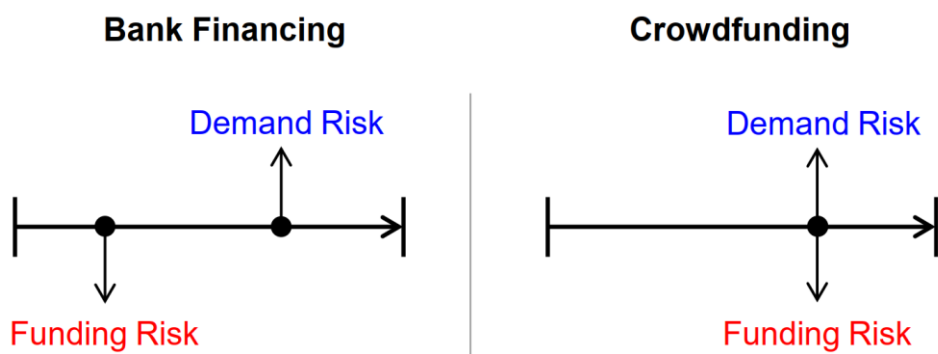 Bank Financing
Demand Risk
Funding Risk
Crowdfunding
Demand Risk
Funding Risk